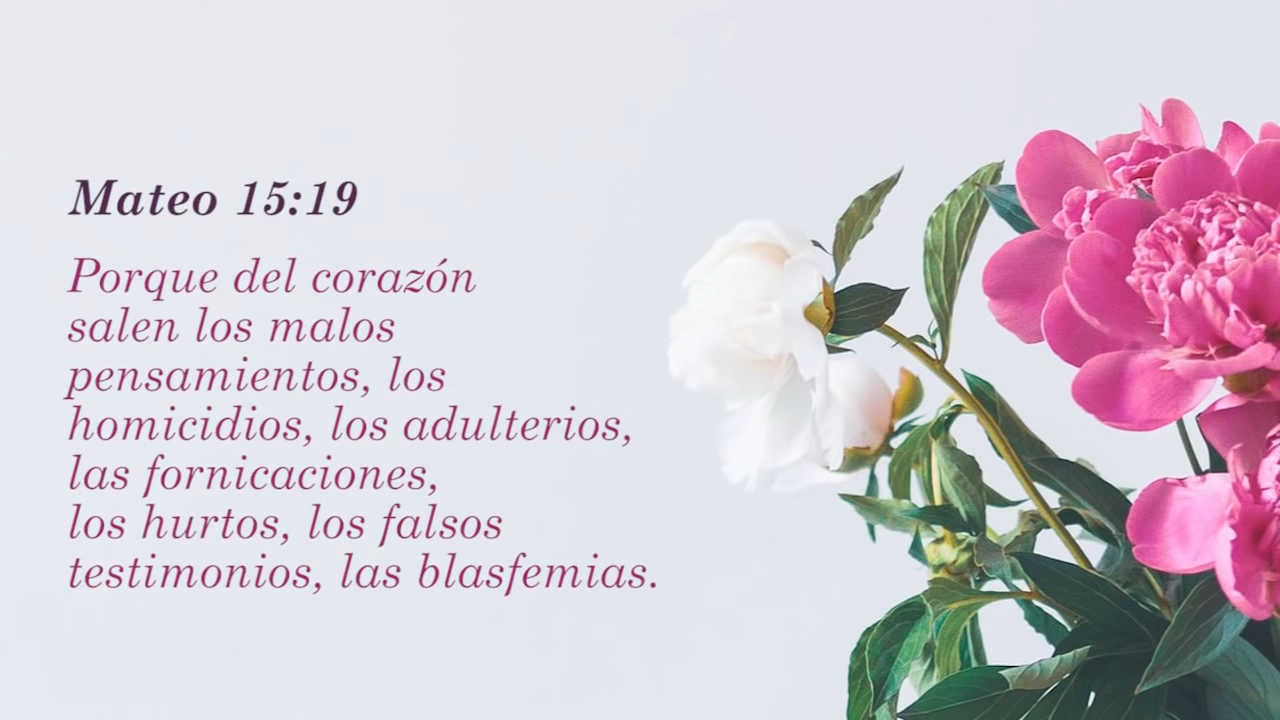 Mateo 15:19
Porque del corazón
salen los malos
pensamientos, los
homicidios, los adulterios,
las fornicaciones,
los hurtos, los falsos
testimonios, las blasfemias.